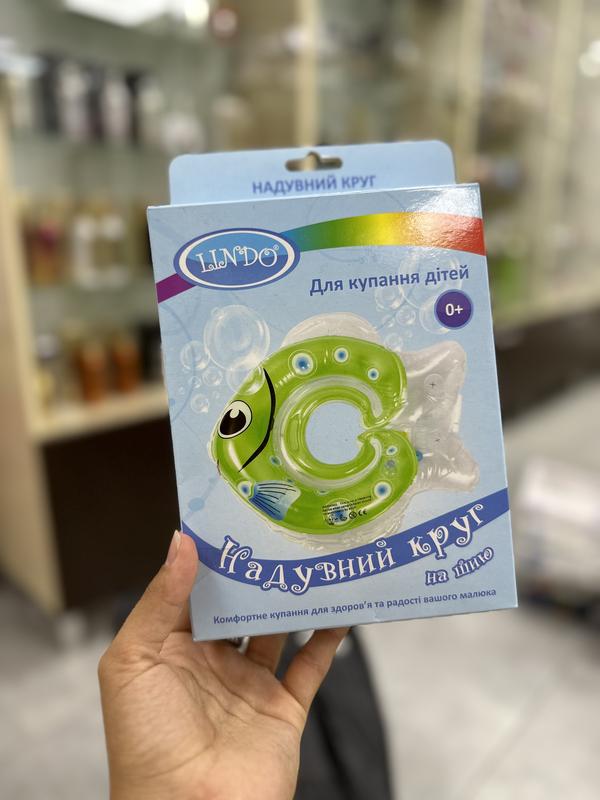 НАДУВНИЙ КРУГ
LINDO®
Для купання дітей
0+
Надувний круг
на шию
Комфортне купання для здоров'я та радості вашого малюка